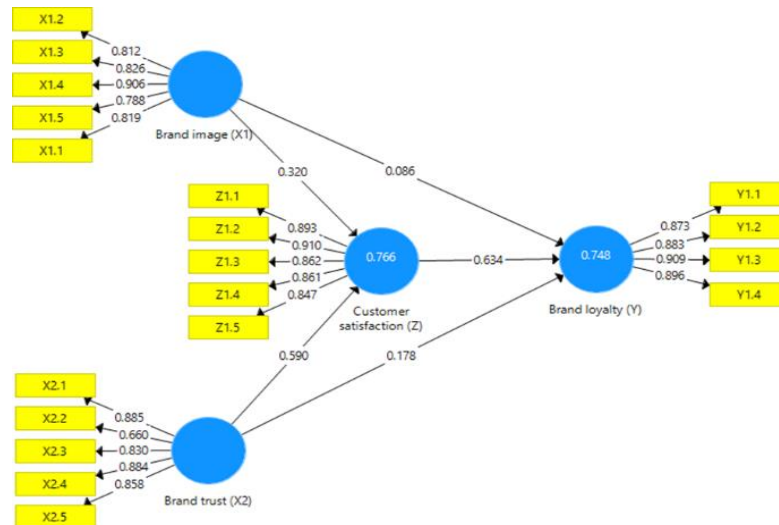 X1.2
X1.3
X1.4
X1.5
X1.1
0.812
0.826
0.906
0.788
0.819
Brand image (X1)
0.320
0.086
Z1.1
Z1.2
Z1.3
Z1.4
Z1.5
0.893
0.910
0.862
0.861
0.847
0.766
Customer
satisfaction (Z)
0.634
0.748
Brand loyalty (Y)
0.873
0.883
0.909
0.896
Y1.1
Y1.2
Y1.3
Y1.4
0.590
0.178
X2.1
X2.2
X2.3
X2.4
X2.5
0.885
0.660
0.830
0.884
0.858
Brand trust (X2)